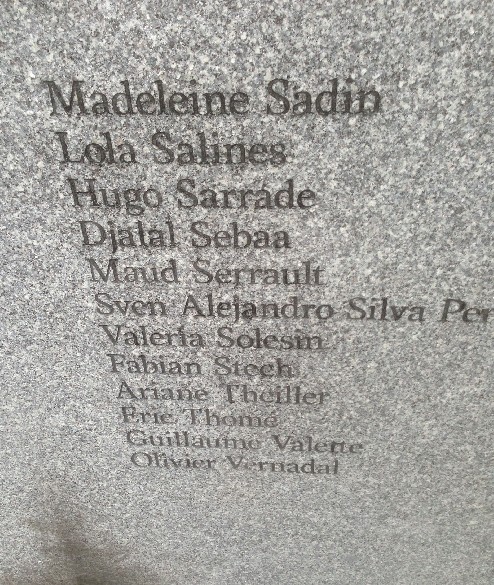 Madeleine Sadin
Lola Salines
Hugo Sarrade
Djalal Sebaa
Maud Serrault
Sven Alejandro Silva Per
Valeria Solesin
Fabian Stech
Ariane Theiller
Eric Thomé
Guillaume Valette
Olivier Vernadal